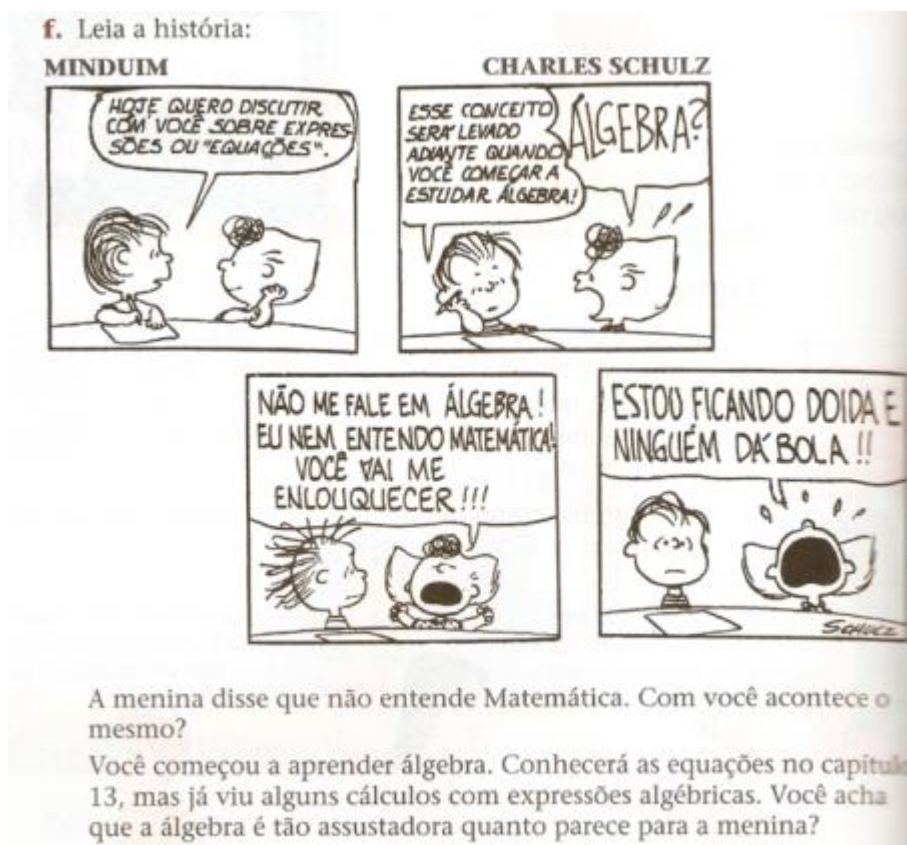 f. Leia a história:
MINDUIM
CHARLES SCHULZ
HOJE QUERO DISCUTIR
COM VOCÊ SOBRE EXPRES-
SÕES OU "EQUAÇÕES".
ESSE CONCEITO
SERÁ LEVADO
ADIANTE QUANDO
VOCÊ COMEÇAR A
ESTUDAR ÁLGEBRA!
ÁLGEBRA?
NÃO ME FALE EM ÁLGEBRA!
EU NEM ENTENDO MATEMÁTICA!
VOCÊ VAI ME
ENLOUQUECER!!!
ESTOU FICANDO DOIDA E
NINGUÉM DÁ BOLA!!
SCHULZ
A menina disse que não entende Matemática. Com você acontece o
mesmo?
Você começou a aprender álgebra. Conhecerá as equações no
13, mas já viu alguns cálculos com expressões algébricas. Você acha
que a álgebra é tão assustadora quanto parece para a menina?